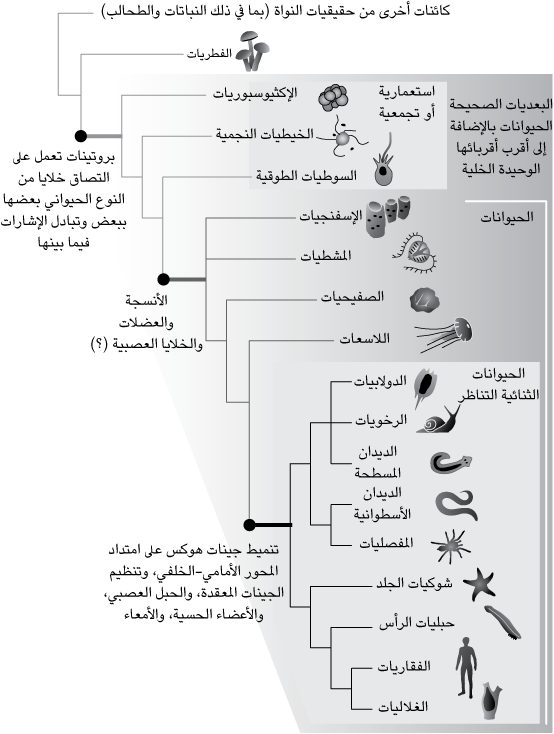 كائنات أخرى من حقيقيات النواة (بما في ذلك النباتات والطحالب)
الفطريات
الإكثيوسبوريات
استعمارية
أو تجمعية
الخيطيات النجمية
السوطيات الطوقية
البعديات الصحيحة
الحيوانات بالإضافة
إلى أقرب أقربائها
الوحيدة الخلية
بروتينات تعمل على
التصاق خلايا من
النوع الحيواني بعضها
ببعض وتبادل الإشارات
فيما بينها
الحيوانات
الإسفنجيات
المشطيات
الصفيحيات
اللاسعات
الأنسجة
والعضلات
والخلايا العصبية (؟)
الحيوانات
الثنائية التناظر
الدولابيات
الرخويات
الديدان
المسطحة
الديدان
الأسطوانية
المفصليات
تنميط جينات هوكس على امتداد
المحور الأمامي–الخلفي، وتنظيم
الجينات المعقدة، والحبل العصبي،
والأعضاء الحسية، والأمعاء
شوكيات الجلد
حبليات الرأس
الفقاريات
الغلاليات